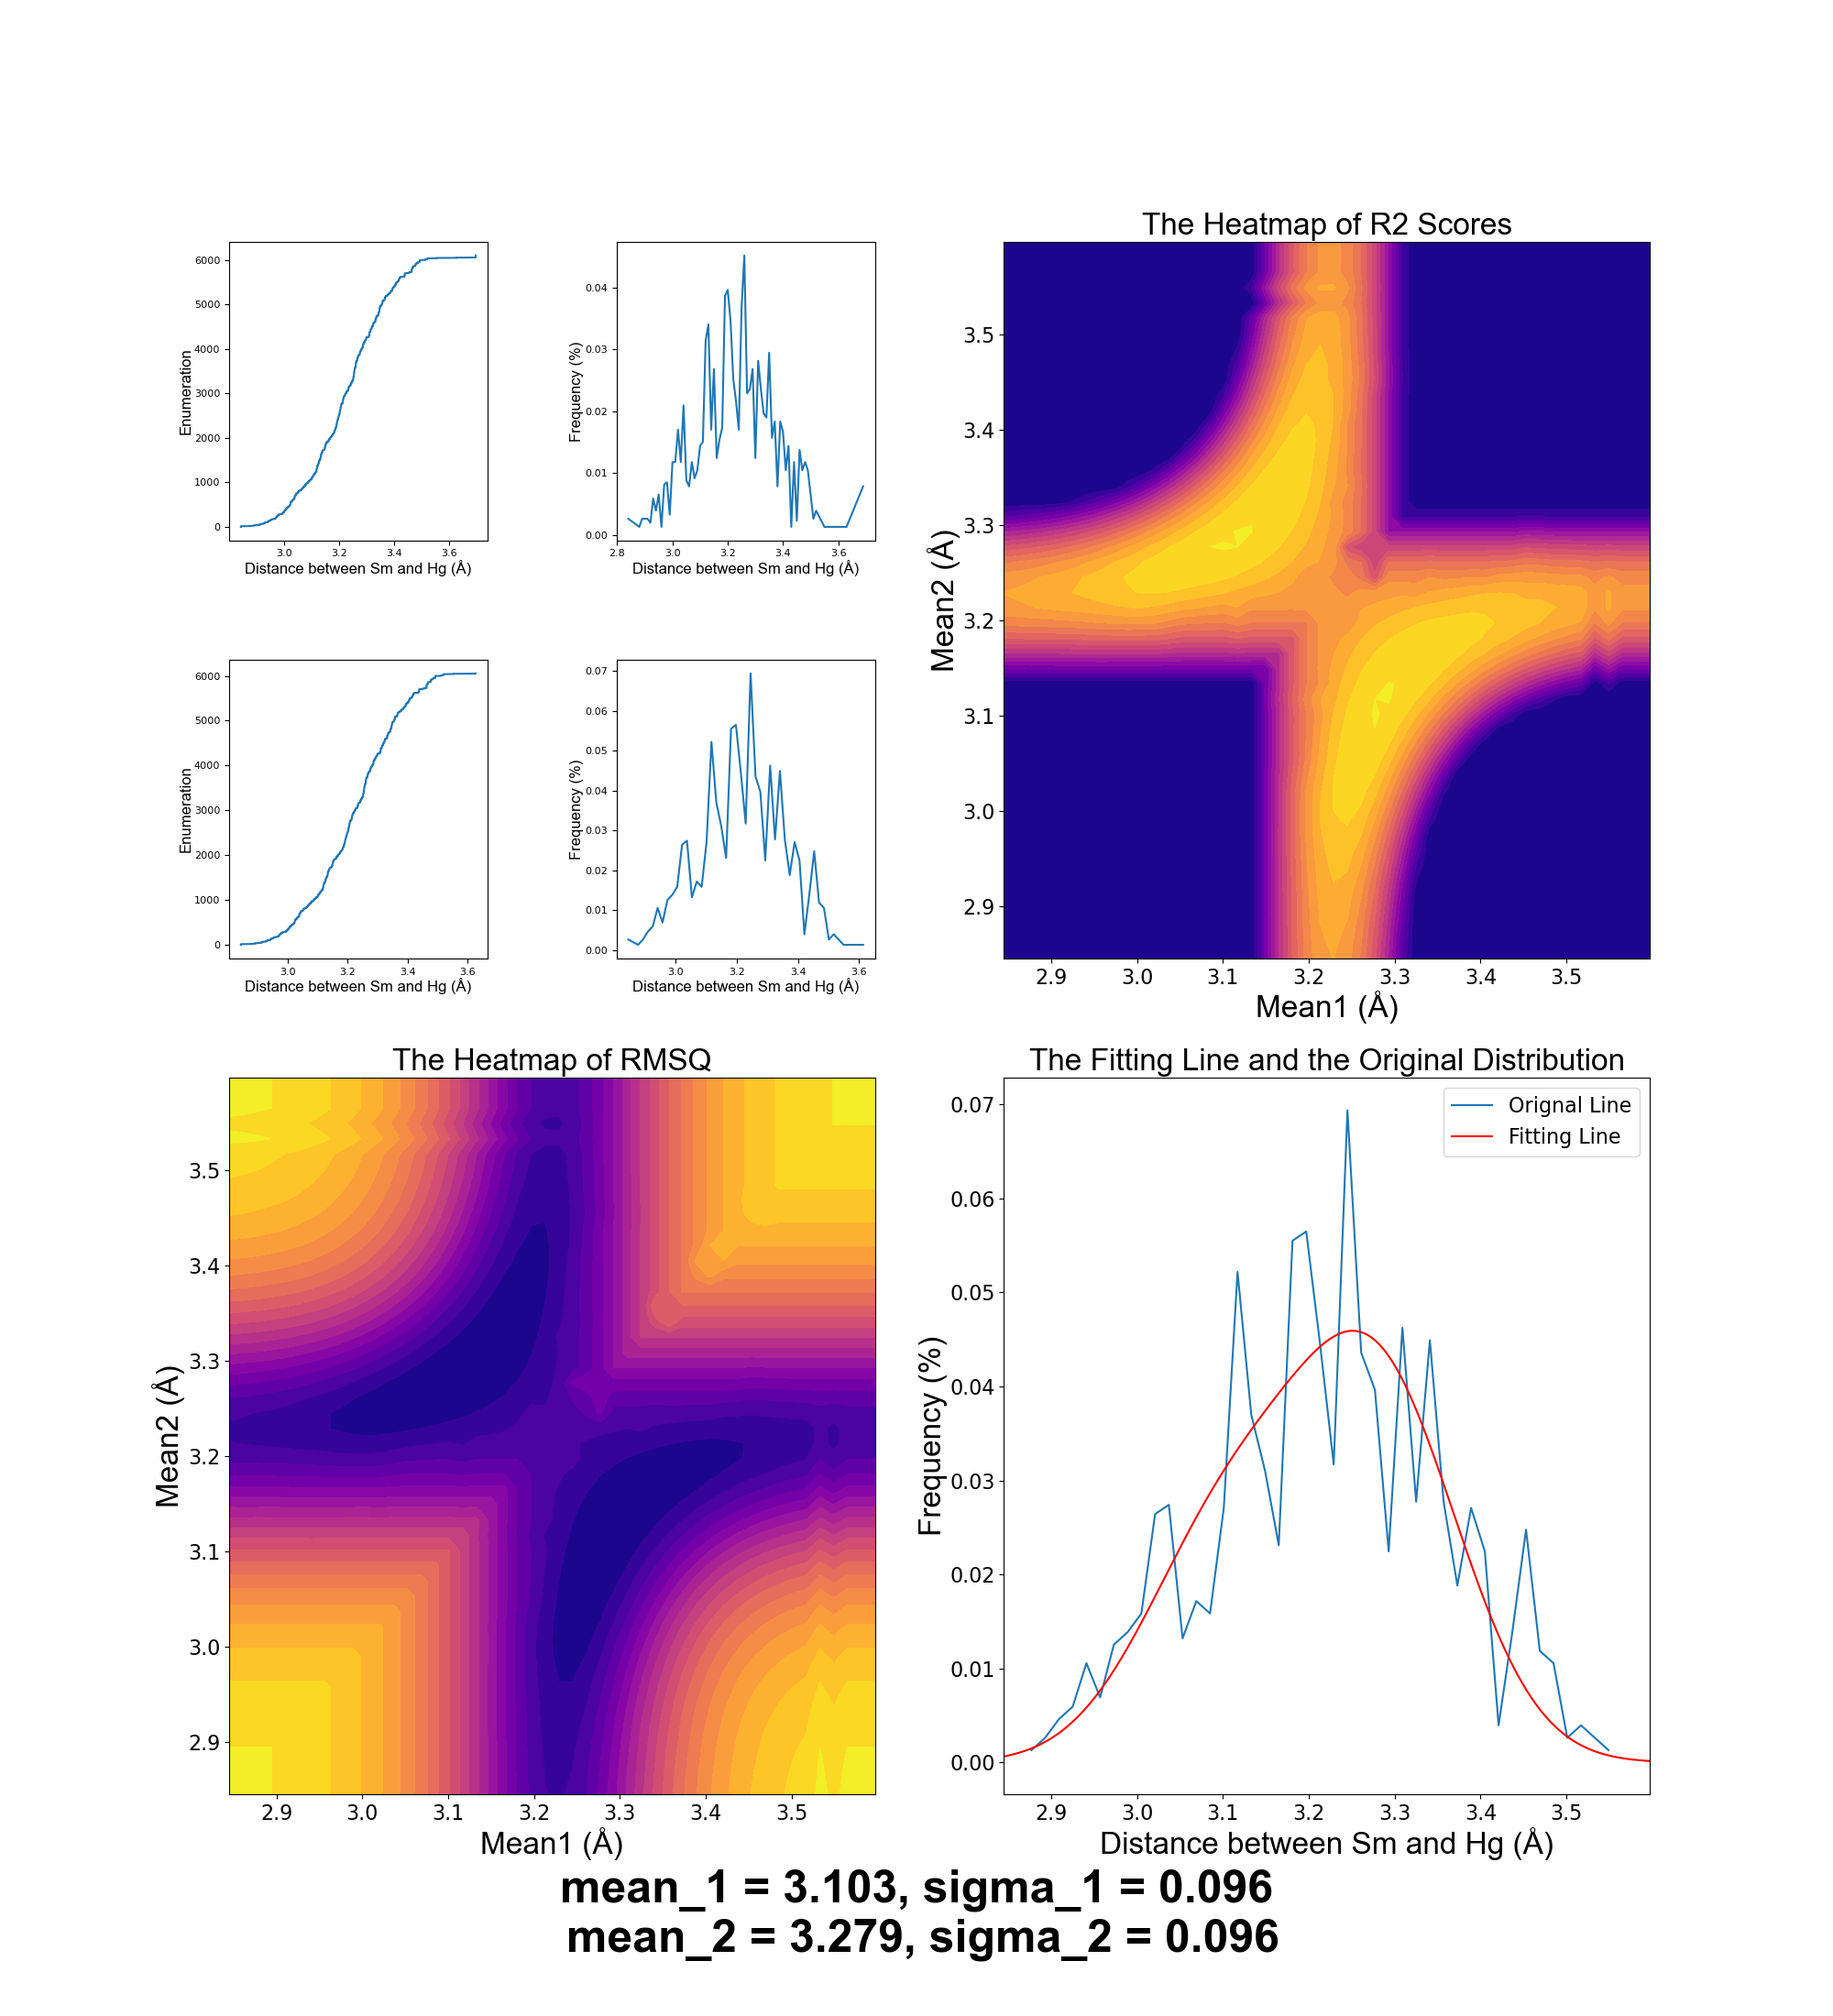 The Heatmap of R2 Scores
6000
5000
4000
3000
2000
1000
0
Enumeration
3.0 3.2 3.4 3.6
Distance between Sm and Hg (Å)
0.04
0.03
0.02
0.01
0.00
Frequency (%)
2.8 3.0 3.2 3.4 3.6
Distance between Sm and Hg (Å)
6000
5000
4000
3000
2000
1000
0
Enumeration
3.0 3.2 3.4 3.6
Distance between Sm and Hg (Å)
0.07
0.06
0.05
0.04
0.03
0.02
0.01
0.00
Frequency (%)
3.0 3.2 3.4 3.6
Distance between Sm and Hg (Å)
3.5
3.4
3.3
3.2
3.1
3.0
2.9
Mean2 (Å)
2.9 3.0 3.1 3.2 3.3 3.4 3.5
Mean1 (Å)
The Heatmap of RMSQ
3.5
3.4
3.3
3.2
3.1
3.0
2.9
Mean2 (Å)
2.9 3.0 3.1 3.2 3.3 3.4 3.5
Mean1 (Å)
The Fitting Line and the Original Distribution
Orignal Line
Fitting Line
0.07
0.06
0.05
0.04
0.03
0.02
0.01
0.00
Frequency (%)
2.9 3.0 3.1 3.2 3.3 3.4 3.5
Distance between Sm and Hg (Å)
mean_1 = 3.103, sigma_1 = 0.096
mean_2 = 3.279, sigma_2 = 0.096